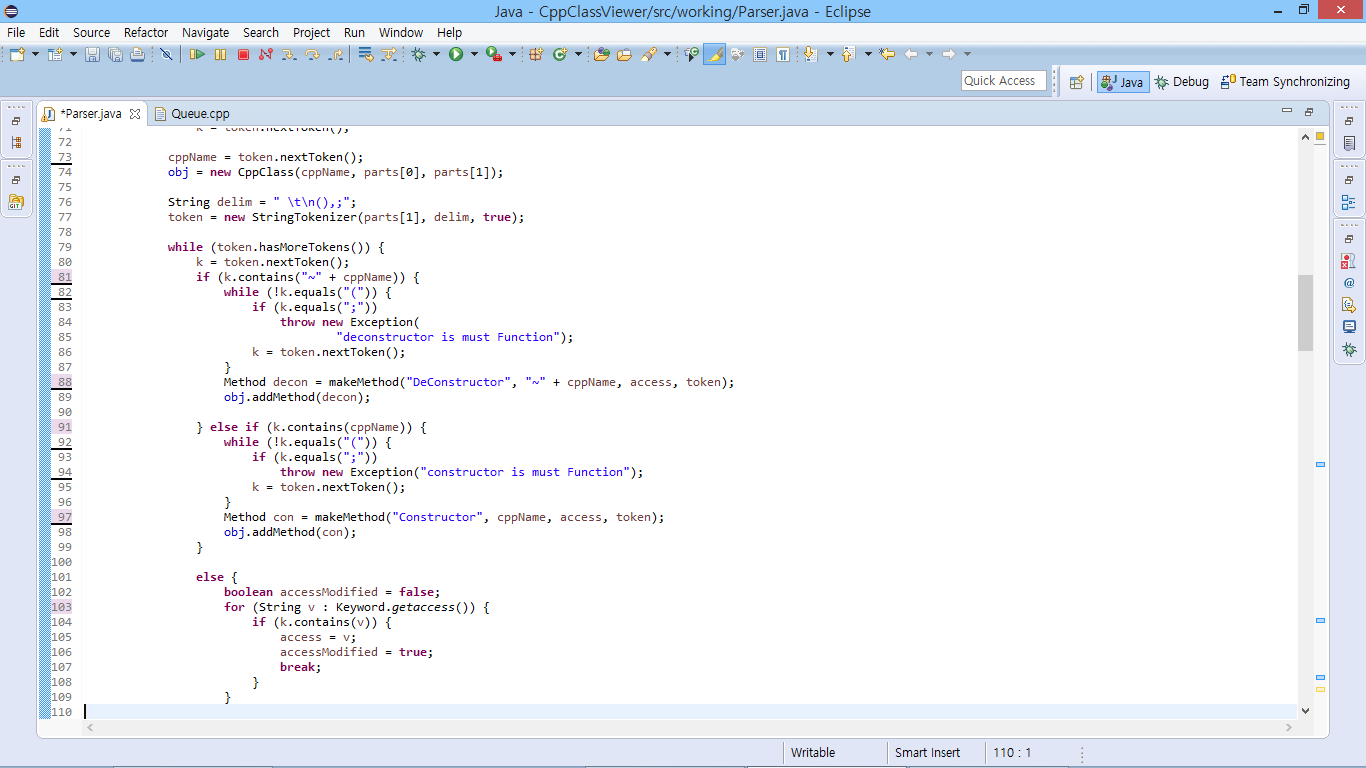 Java - CppClassViewer/src/working/Parser.java - Eclipse
File Edit Source Refactor Navigate Search Project Run Window Help
Quick Access Java Debug Team Synchronizing
*Parser.java Queue.cpp
71 k = token.nextToken();
72
73 cppName = token.nextToken();
74 obj = new CppClass(cppName, parts[0], parts[1]);
75
76 String delim = " \t\n(),;";
77 token = new StringTokenizer(parts[1], delim, true);
78
79 while (token.hasMoreTokens()) {
80 k = token.nextToken();
81 if (k.contains("~" + cppName)) {
82 while (!k.equals("(")) {
83 if (k.equals(";"))
84 throw new Exception(
85 "deconstructor is must Function");
86 k = token.nextToken();
87 }
88 Method decon = makeMethod("DeConstructor", "~" + cppName, access, token);
89 obj.addMethod(decon);
90
91 } else if (k.contains(cppName)) {
92 while (!k.equals("(")) {
93 if (k.equals(";"))
94 throw new Exception("constructor is must Function");
95 k = token.nextToken();
96 }
97 Method con = makeMethod("Constructor", cppName, access, token);
98 obj.addMethod(con);
99 }
100
101 else {
102 boolean accessModified = false;
103 for (String v : Keyword.getaccess()) {
104 if (k.contains(v)) {
105 access = v;
106 accessModified = true;
107 break;
108 }
109 }
110
Writable Smart Insert 110 : 1